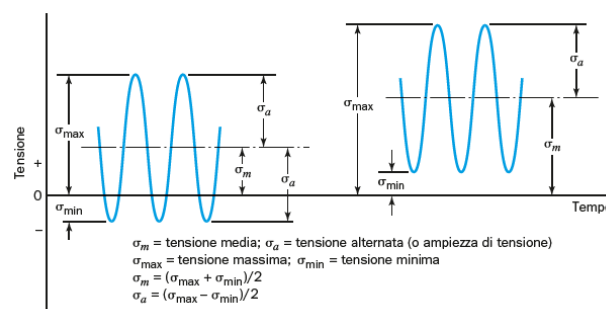 Tensione
+
0
−
σmax
σmin
σa
σm
σa
σmax
σmin
σa
σm
Tempo
σm = tensione media; σa = tensione alternata (o ampiezza di tensione)
σmax = tensione massima; σmin = tensione minima
σm = (σmax + σmin)/2
σa = (σmax − σmin)/2